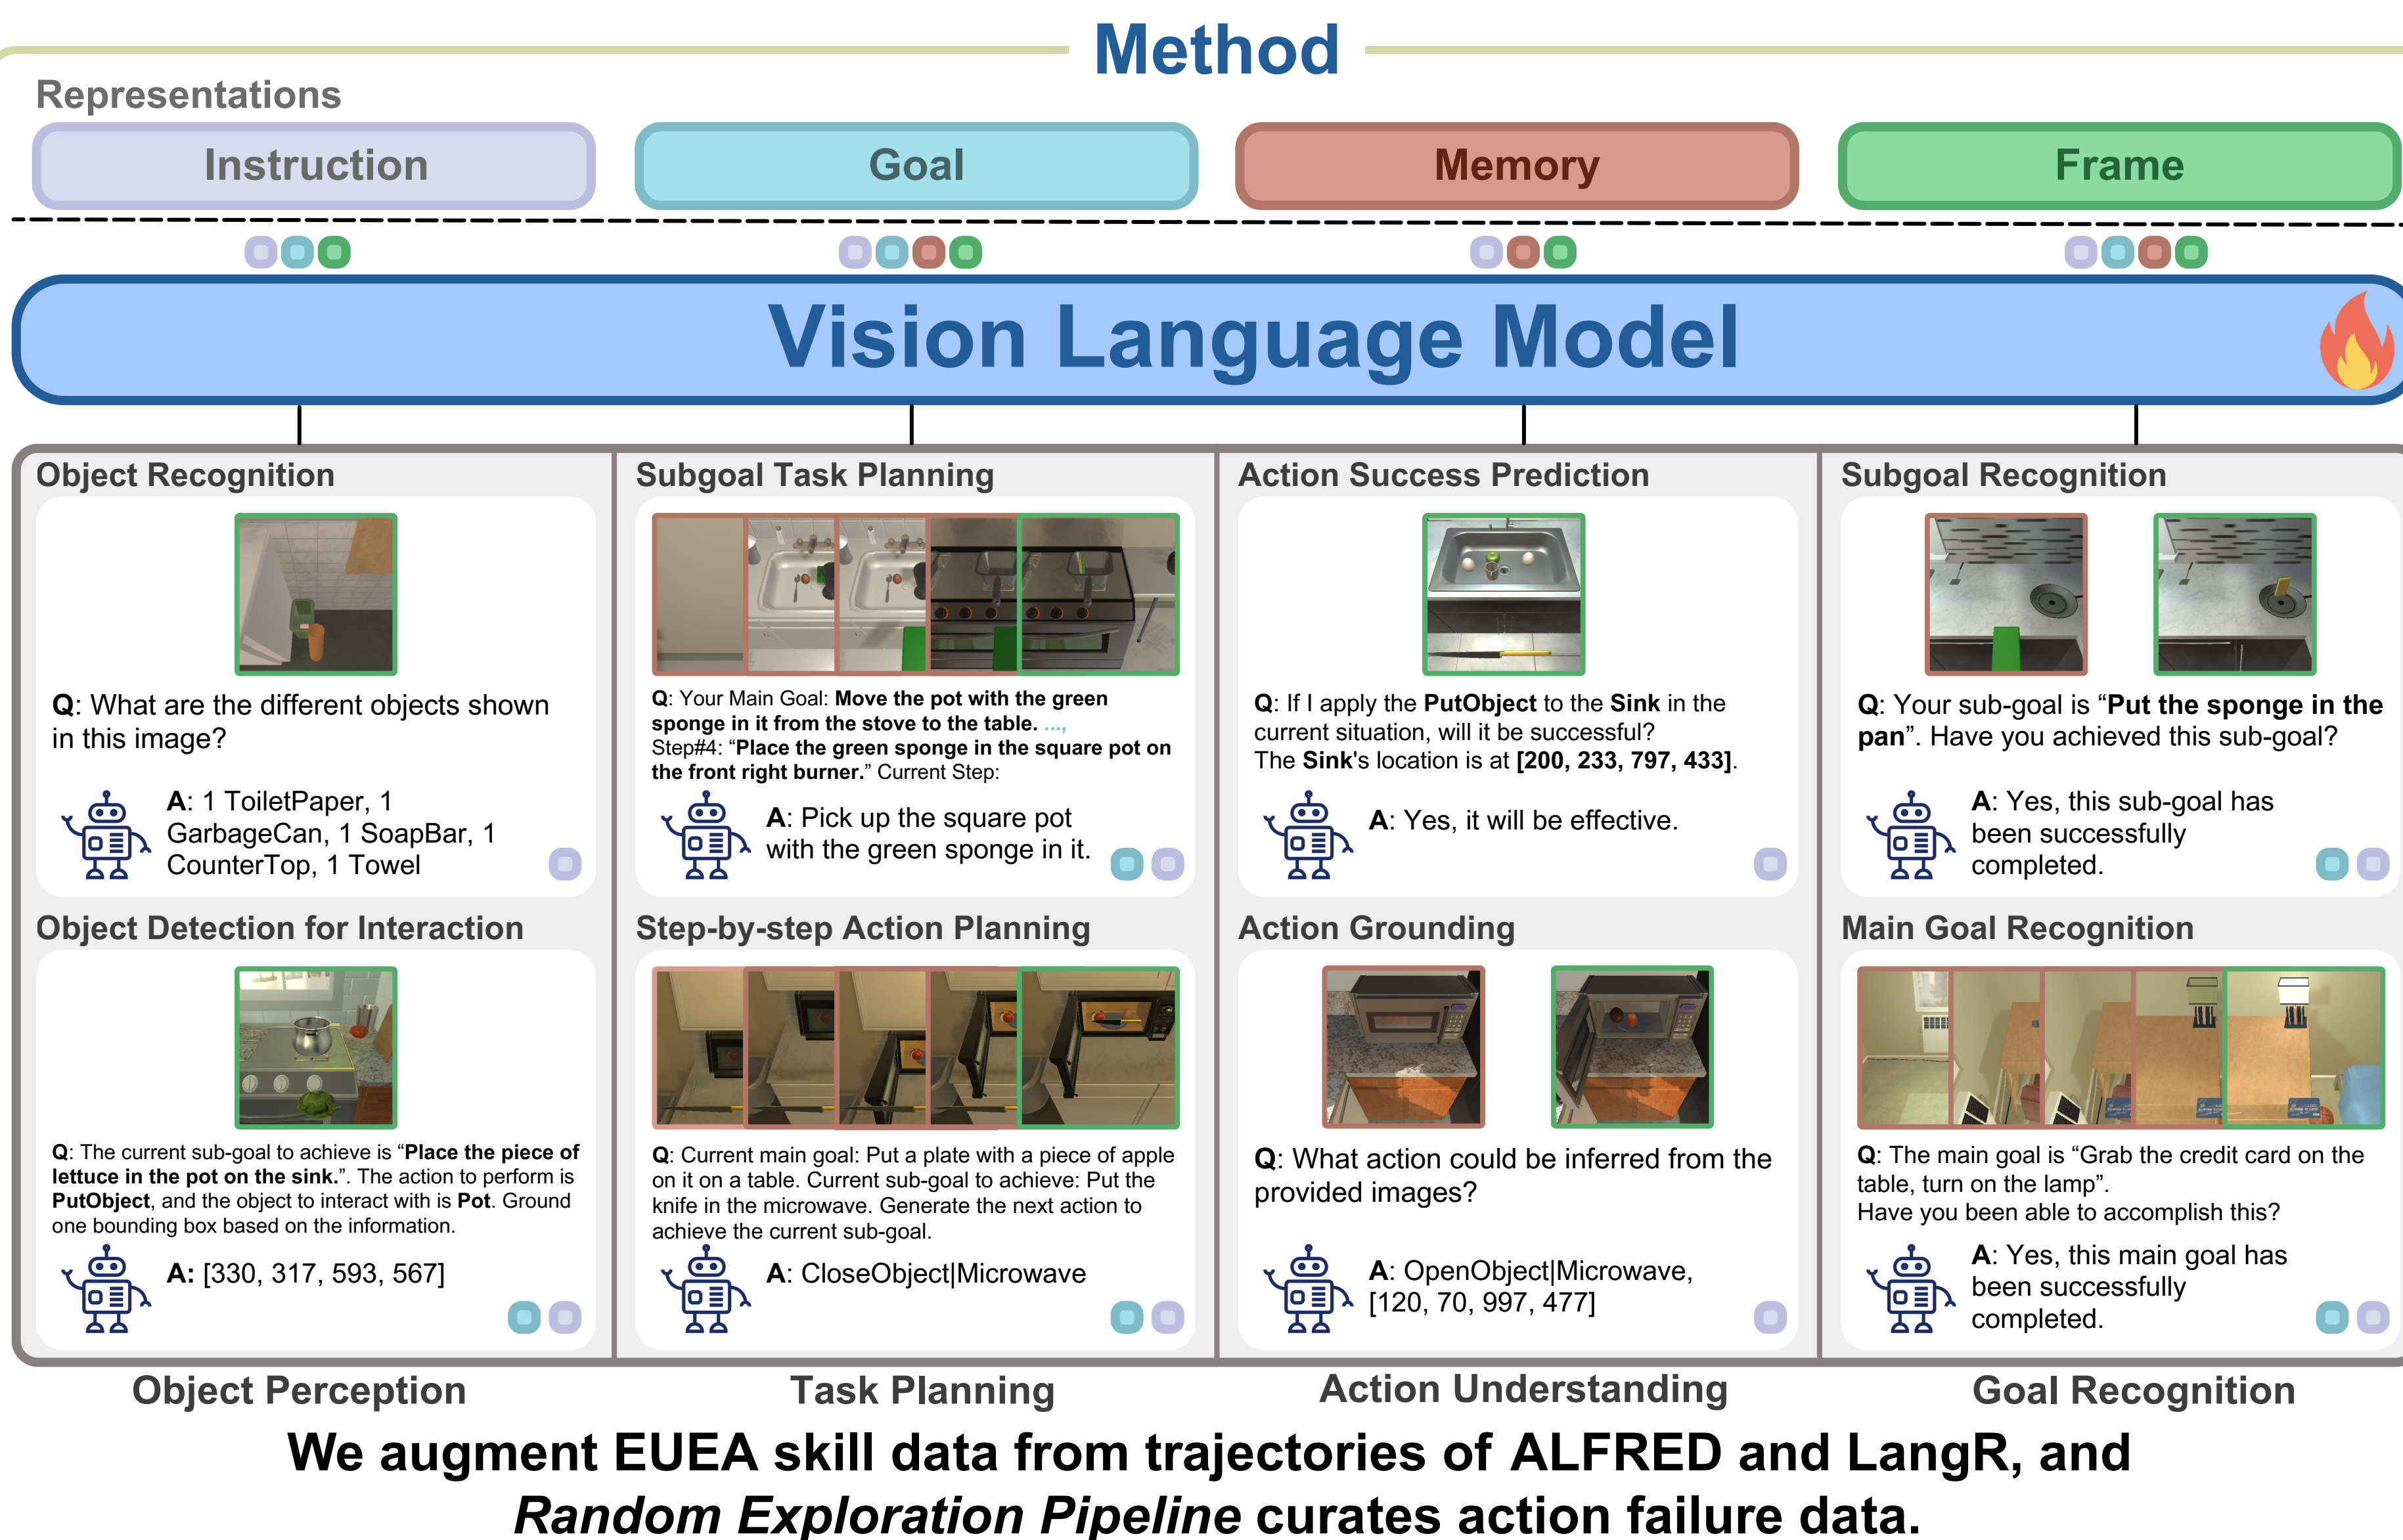 Method
Representations
Instruction
Goal
Memory
Frame
Vision Language Model
Object Recognition
Q: What are the different objects shown
in this image?
A: 1 ToiletPaper, 1
GarbageCan, 1 SoapBar, 1
CounterTop, 1 Towel
Object Detection for Interaction
Q: The current sub-goal to achieve is “Place the piece of
lettuce in the pot on the sink.”. The action to perform is
PutObject, and the object to interact with is Pot. Ground
one bounding box based on the information.
A: [330, 317, 593, 567]
Object Perception
Subgoal Task Planning
Q: Your Main Goal: Move the pot with the green
sponge in it from the stove to the table. ...,
Step#4: “Place the green sponge in the square pot on
the front right burner.” Current Step:
A: Pick up the square pot
with the green sponge in it.
Step-by-step Action Planning
Q: Current main goal: Put a plate with a piece of apple
on it on a table. Current sub-goal to achieve: Put the
knife in the microwave. Generate the next action to
achieve the current sub-goal.
A: CloseObject|Microwave
Task Planning
Action Success Prediction
Q: If I apply the PutObject to the Sink in the
current situation, will it be successful?
The Sink's location is at [200, 233, 797, 433].
A: Yes, it will be effective.
Action Grounding
Q: What action could be inferred from the
provided images?
A: OpenObject|Microwave,
[120, 70, 997, 477]
Action Understanding
Subgoal Recognition
Q: Your sub-goal is “Put the sponge in the
pan”. Have you achieved this sub-goal?
A: Yes, this sub-goal has
been successfully
completed.
Main Goal Recognition
Q: The main goal is “Grab the credit card on the
table, turn on the lamp”.
Have you been able to accomplish this?
A: Yes, this main goal has
been successfully
completed.
Goal Recognition
We augment EUEA skill data from trajectories of ALFRED and LangR, and
Random Exploration Pipeline curates action failure data.